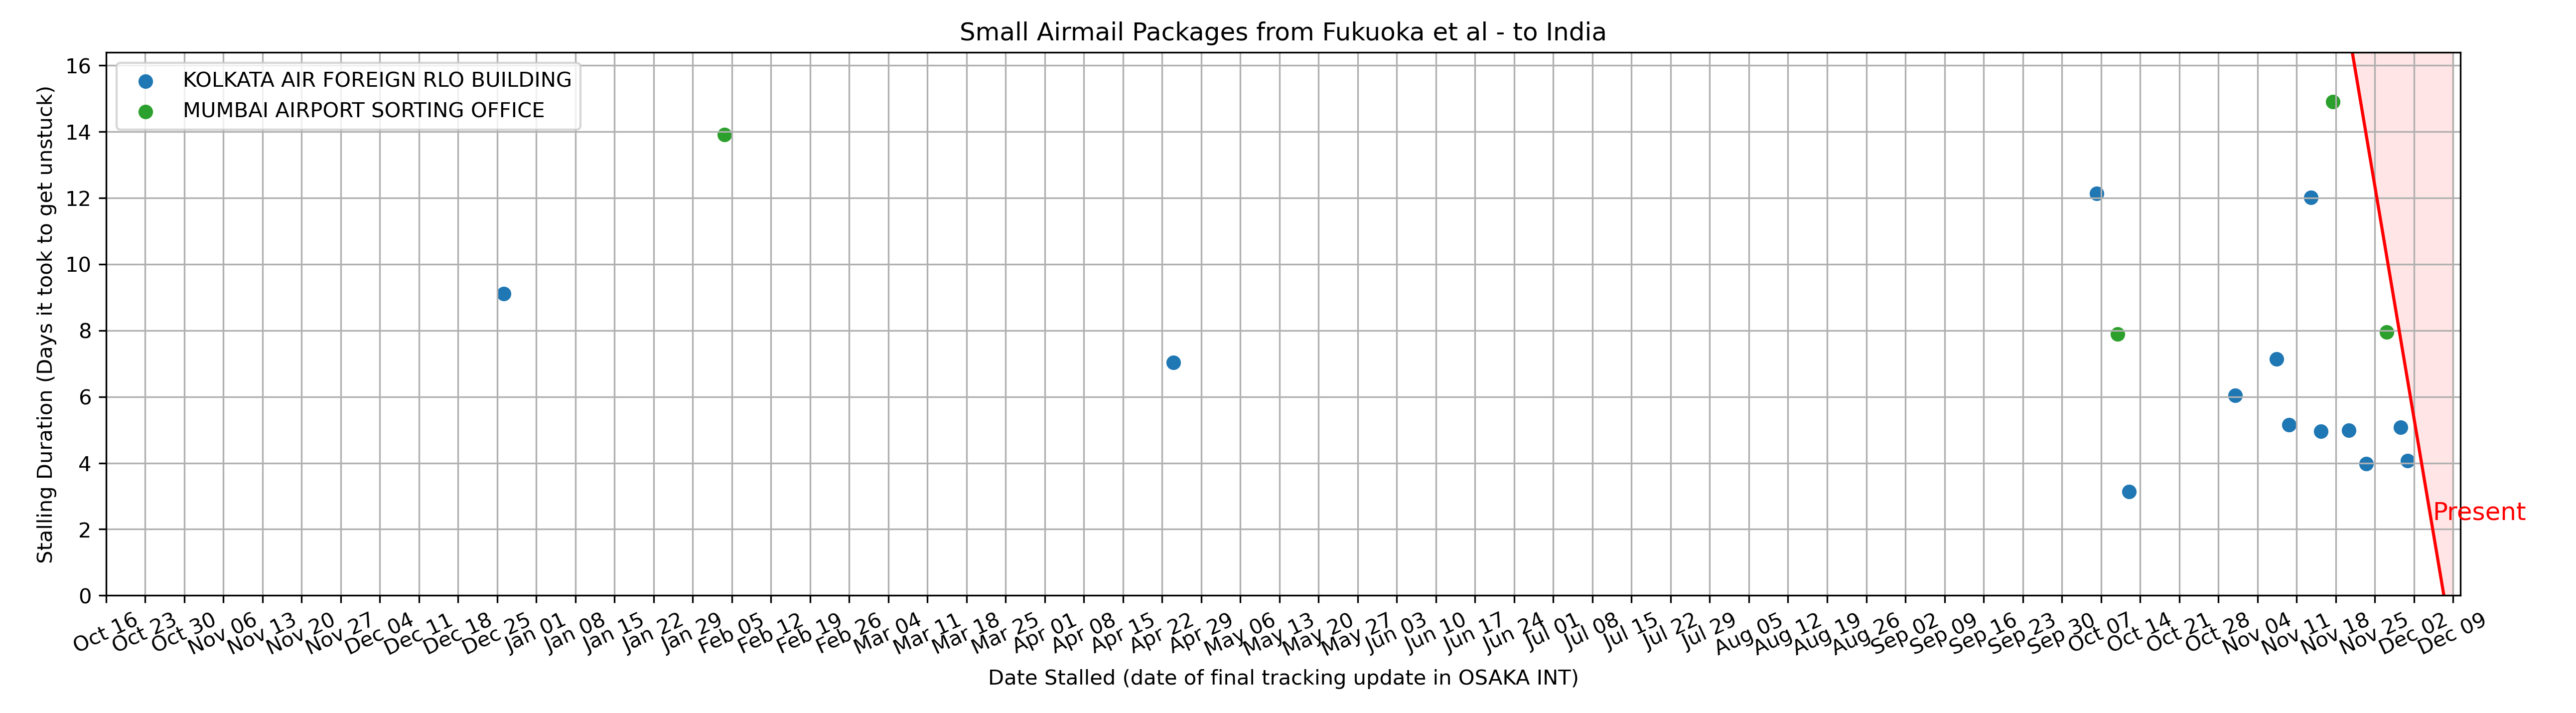 Small Airmail Packages from Fukuoka et al - to India
KOLKATA AIR FOREIGN RLO BUILDING
MUMBAI AIRPORT SORTING OFFICE
Stalling Duration (Days it took to get unstuck)
16
14
12
10
8
6
4
2
0
Present
Oct 16
Oct 23
Oct 30
Nov 06
Nov 13
Nov 20
Nov 27
Dec 04
Dec 11
Dec 18
Dec 25
Jan 01
Jan 08
Jan 15
Jan 22
Jan 29
Feb 05
Feb 12
Feb 19
Feb 26
Mar 04
Mar 11
Mar 18
Mar 25
Apr 01
Apr 08
Apr 15
Apr 22
Apr 29
May 06
May 13
May 20
May 27
Jun 03
Jun 10
Jun 17
Jun 24
Jul 01
Jul 08
Jul 15
Jul 22
Jul 29
Aug 05
Aug 12
Aug 19
Aug 26
Sep 02
Sep 09
Sep 16
Sep 23
Sep 30
Oct 07
Oct 14
Oct 21
Oct 28
Nov 04
Nov 11
Nov 18
Nov 25
Dec 02
Dec 09
Date Stalled (date of final tracking update in OSAKA INT)